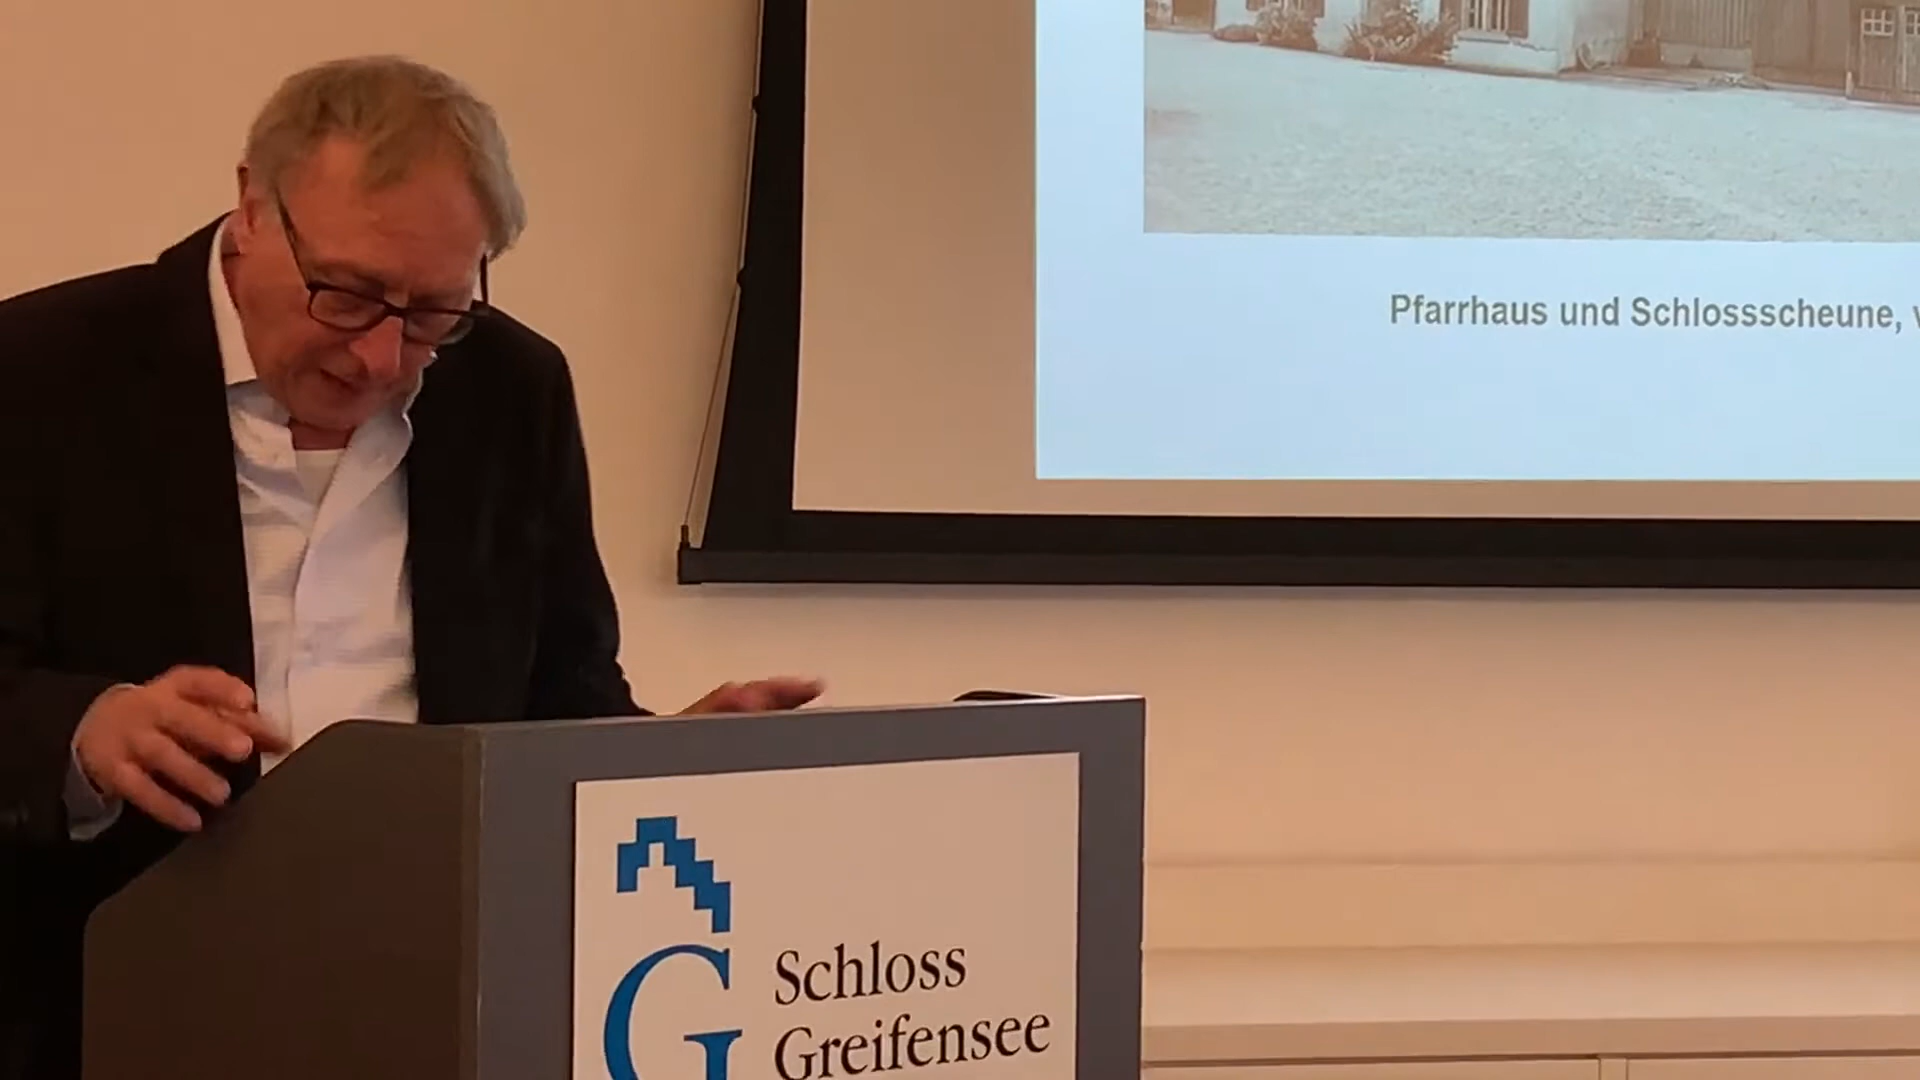 Pfarrhaus und Schlossscheune,
G
Schloss
Greifensee